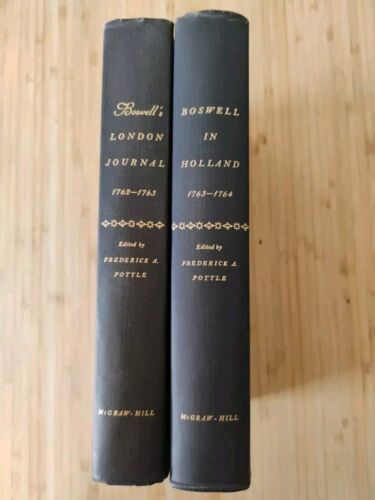 Boswell's
LONDON
JOURNAL
1762—1763
Edited by
FREDERICK A.
POTTLE
McGRAW-HILL
BOSWELL
IN
HOLLAND
1763—1764
Edited by
FREDERICK A.
POTTLE
McGRAW-HILL